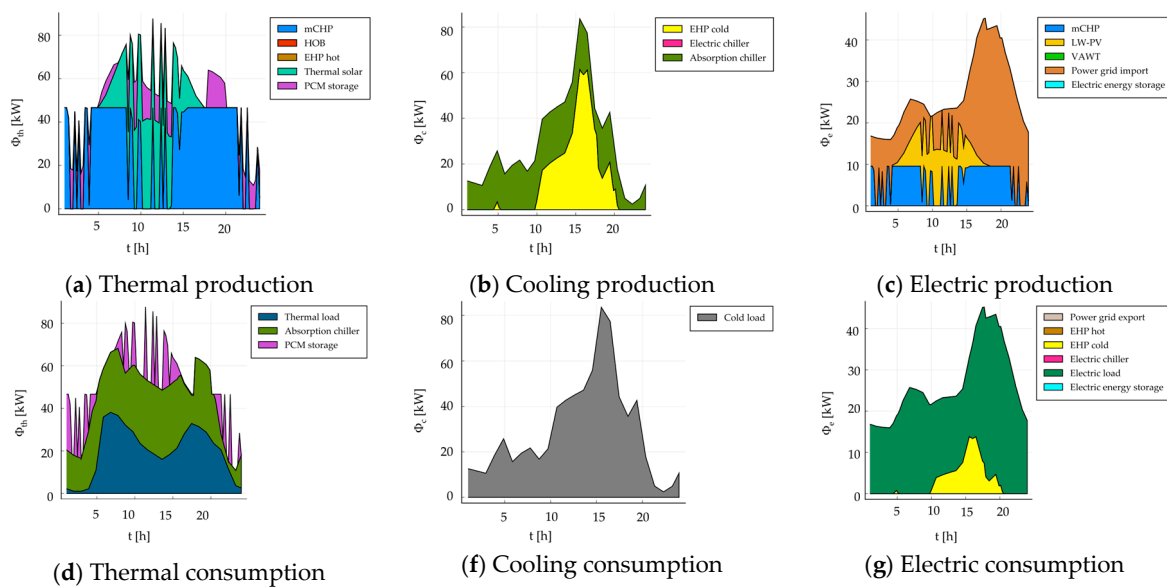 80
60
40
20
0
Φth [kW]
5
10
15
20
t [h]
mCHP
HOB
EHP hot
Thermal solar
PCM storage
(a) Thermal production
80
60
40
20
0
Φc [kW]
5
10
15
20
t [h]
EHP cold
Electric chiller
Absorption chiller
(b) Cooling production
40
30
20
10
0
Φe [kW]
5
10
15
20
t [h]
mCHP
LW-PV
VAWT
Power grid import
Electric energy storage
(c) Electric production
80
60
40
20
0
Φth [kW]
5
10
15
20
t [h]
Thermal load
Absorption chiller
PCM storage
(d) Thermal consumption
80
60
40
20
0
Φc [kW]
5
10
15
20
t [h]
Cold load
(f) Cooling consumption
40
30
20
10
0
Φe [kW]
5
10
15
20
t [h]
Power grid export
EHP hot
EHP cold
Electric chiller
Electric load
Electric energy storage
(g) Electric consumption